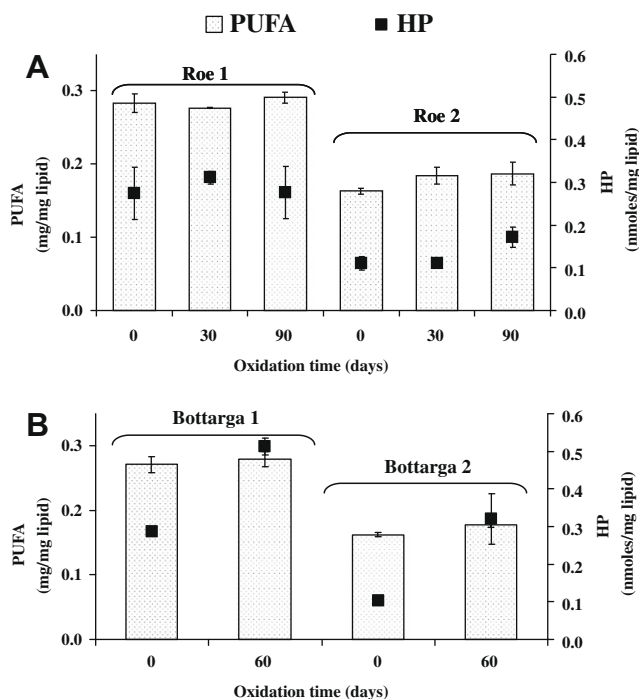 PUFA HP
A
Roe 1
Roe 2
PUFA
(mg/mg lipid)
0.3
0.2
0.1
0.0
0.6
0.5
0.4
0.3
0.2
0.1
0.0
HP
(nmoles/mg lipid)
0 30 90 0 30 90
Oxidation time (days)
B
Bottarga 1
Bottarga 2
PUFA
(mg/mg lipid)
0.3
0.2
0.1
0.0
0.6
0.5
0.4
0.3
0.2
0.1
0.0
HP
(nmoles/mg lipid)
0 60 0 60
Oxidation time (days)